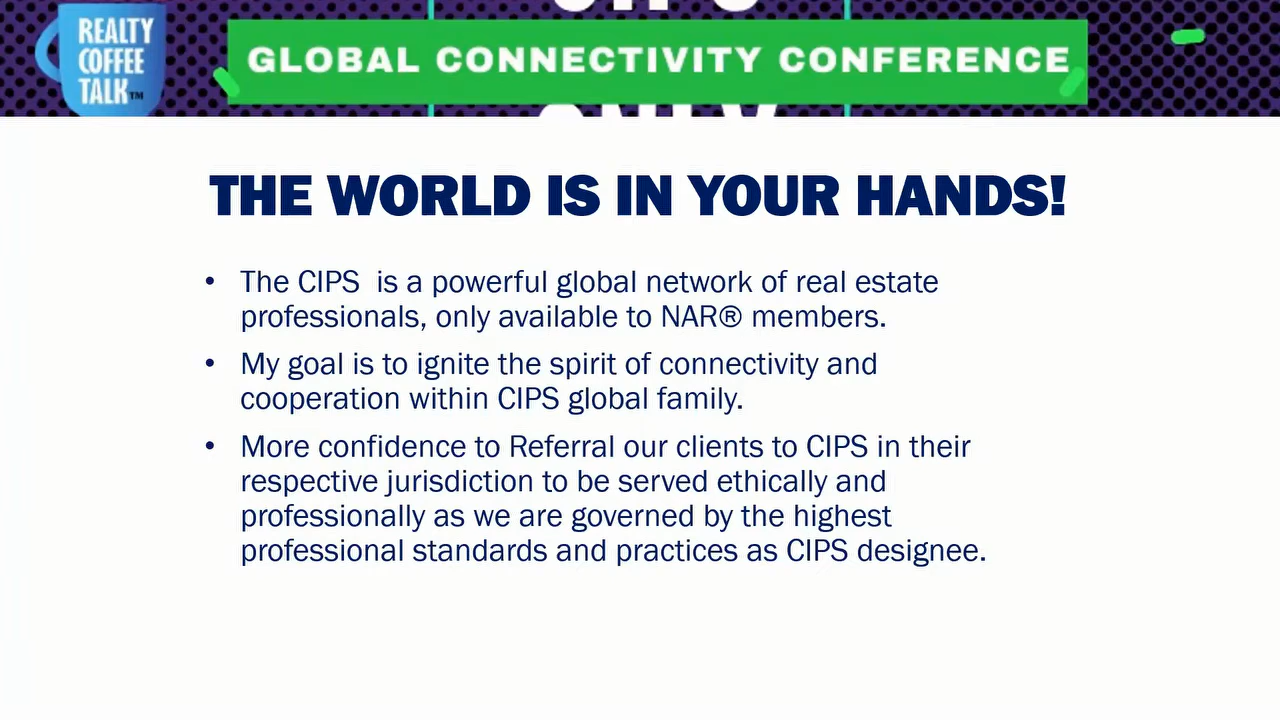 REALTY
COFFEE
TALK™
GLOBAL CONNECTIVITY CONFERENCE
THE WORLD IS IN YOUR HANDS!
• The CIPS is a powerful global network of real estate
professionals, only available to NAR® members.
• My goal is to ignite the spirit of connectivity and
cooperation within CIPS global family.
• More confidence to Referral our clients to CIPS in their
respective jurisdiction to be served ethically and
professionally as we are governed by the highest
professional standards and practices as CIPS designee.